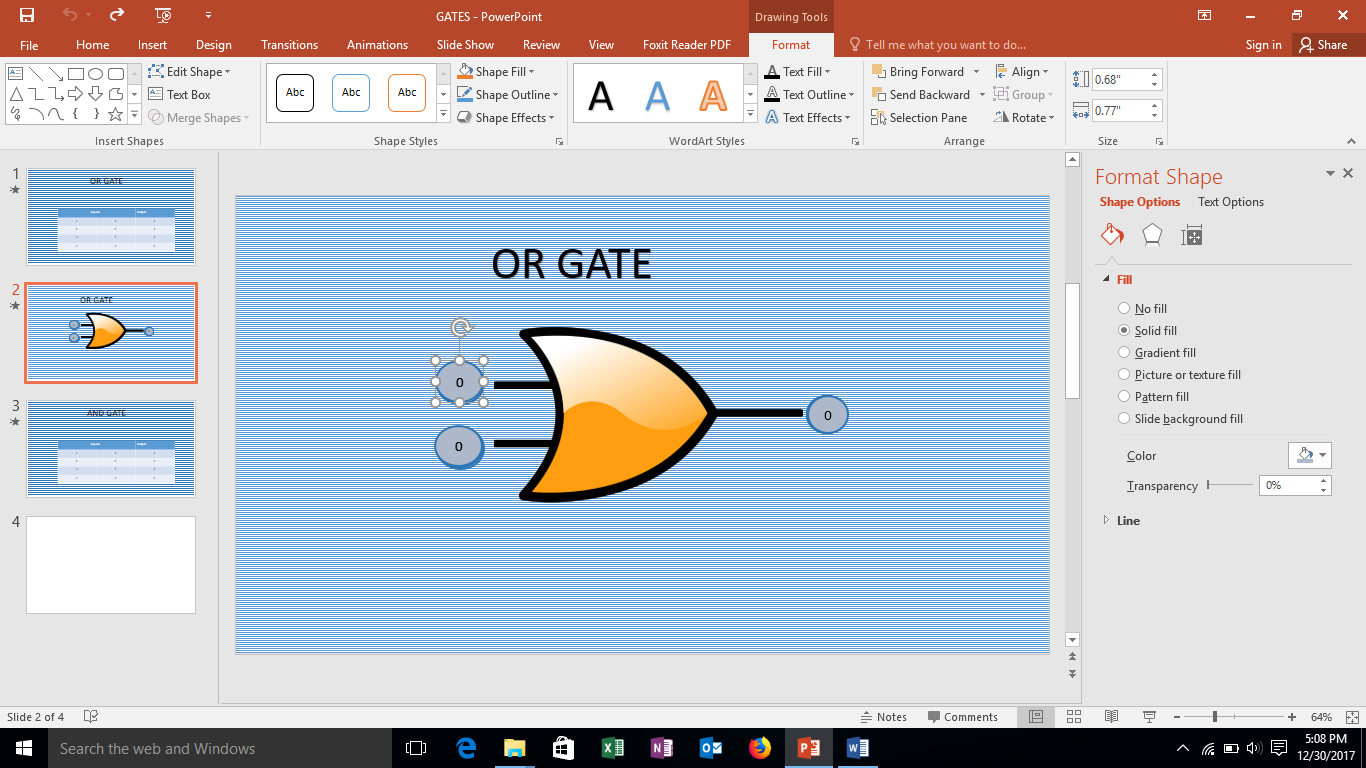 GATES - PowerPoint
Drawing Tools
File Home Insert Design Transitions Animations Slide Show Review View Foxit Reader PDF Format Tell me what you want to do... Sign in Share
Edit Shape
Text Box
Merge Shapes
Insert Shapes
Abc Abc Abc
Shape Fill
Shape Outline
Shape Effects
Shape Styles
A A A
Text Fill
Text Outline
Text Effects
WordArt Styles
Bring Forward
Send Backward
Selection Pane
Align
Group
Rotate
Arrange
0.68"
0.77"
Size
1
OR GATE
2
OR GATE
3
AND GATE
4
OR GATE
0
0
0
Format Shape
Shape Options Text Options
Fill
No fill
Solid fill
Gradient fill
Picture or texture fill
Pattern fill
Slide background fill
Color
Transparency 0%
Line
Slide 2 of 4
Notes Comments
64%
Search the web and Windows
5:08 PM
12/30/2017